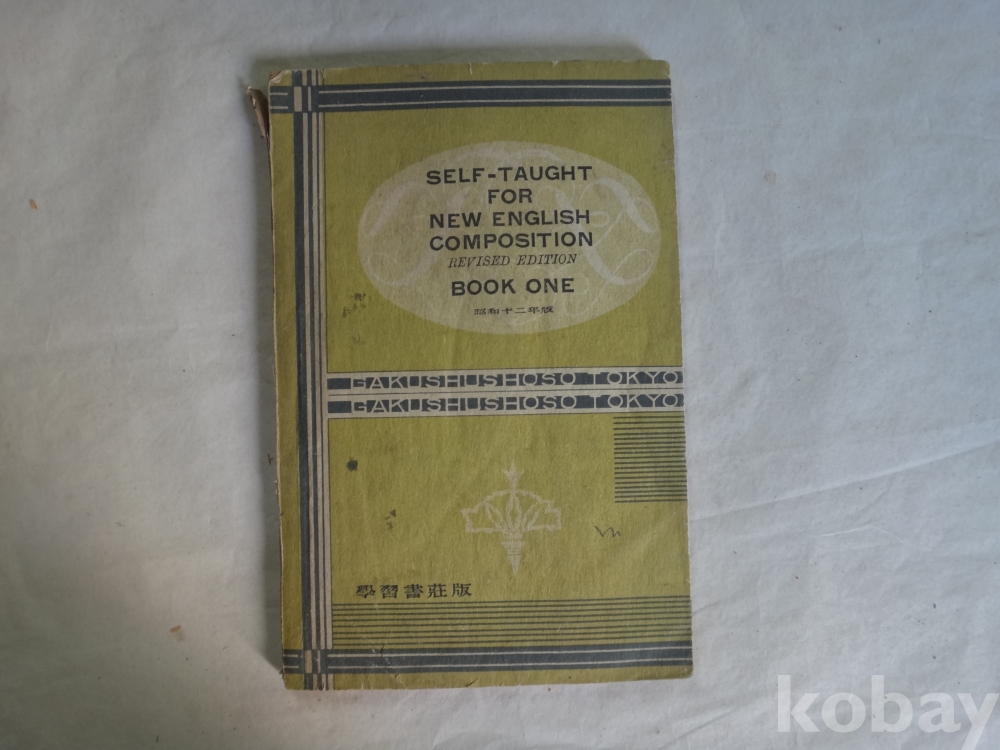 SELF-TAUGHT
FOR
NEW ENGLISH
COMPOSITION
REVISED EDITION
BOOK ONE
昭和十二年版
GAKUSHUSHOSO TOKYO
GAKUSHUSHOSO TOKYO
學習書莊版
kobay